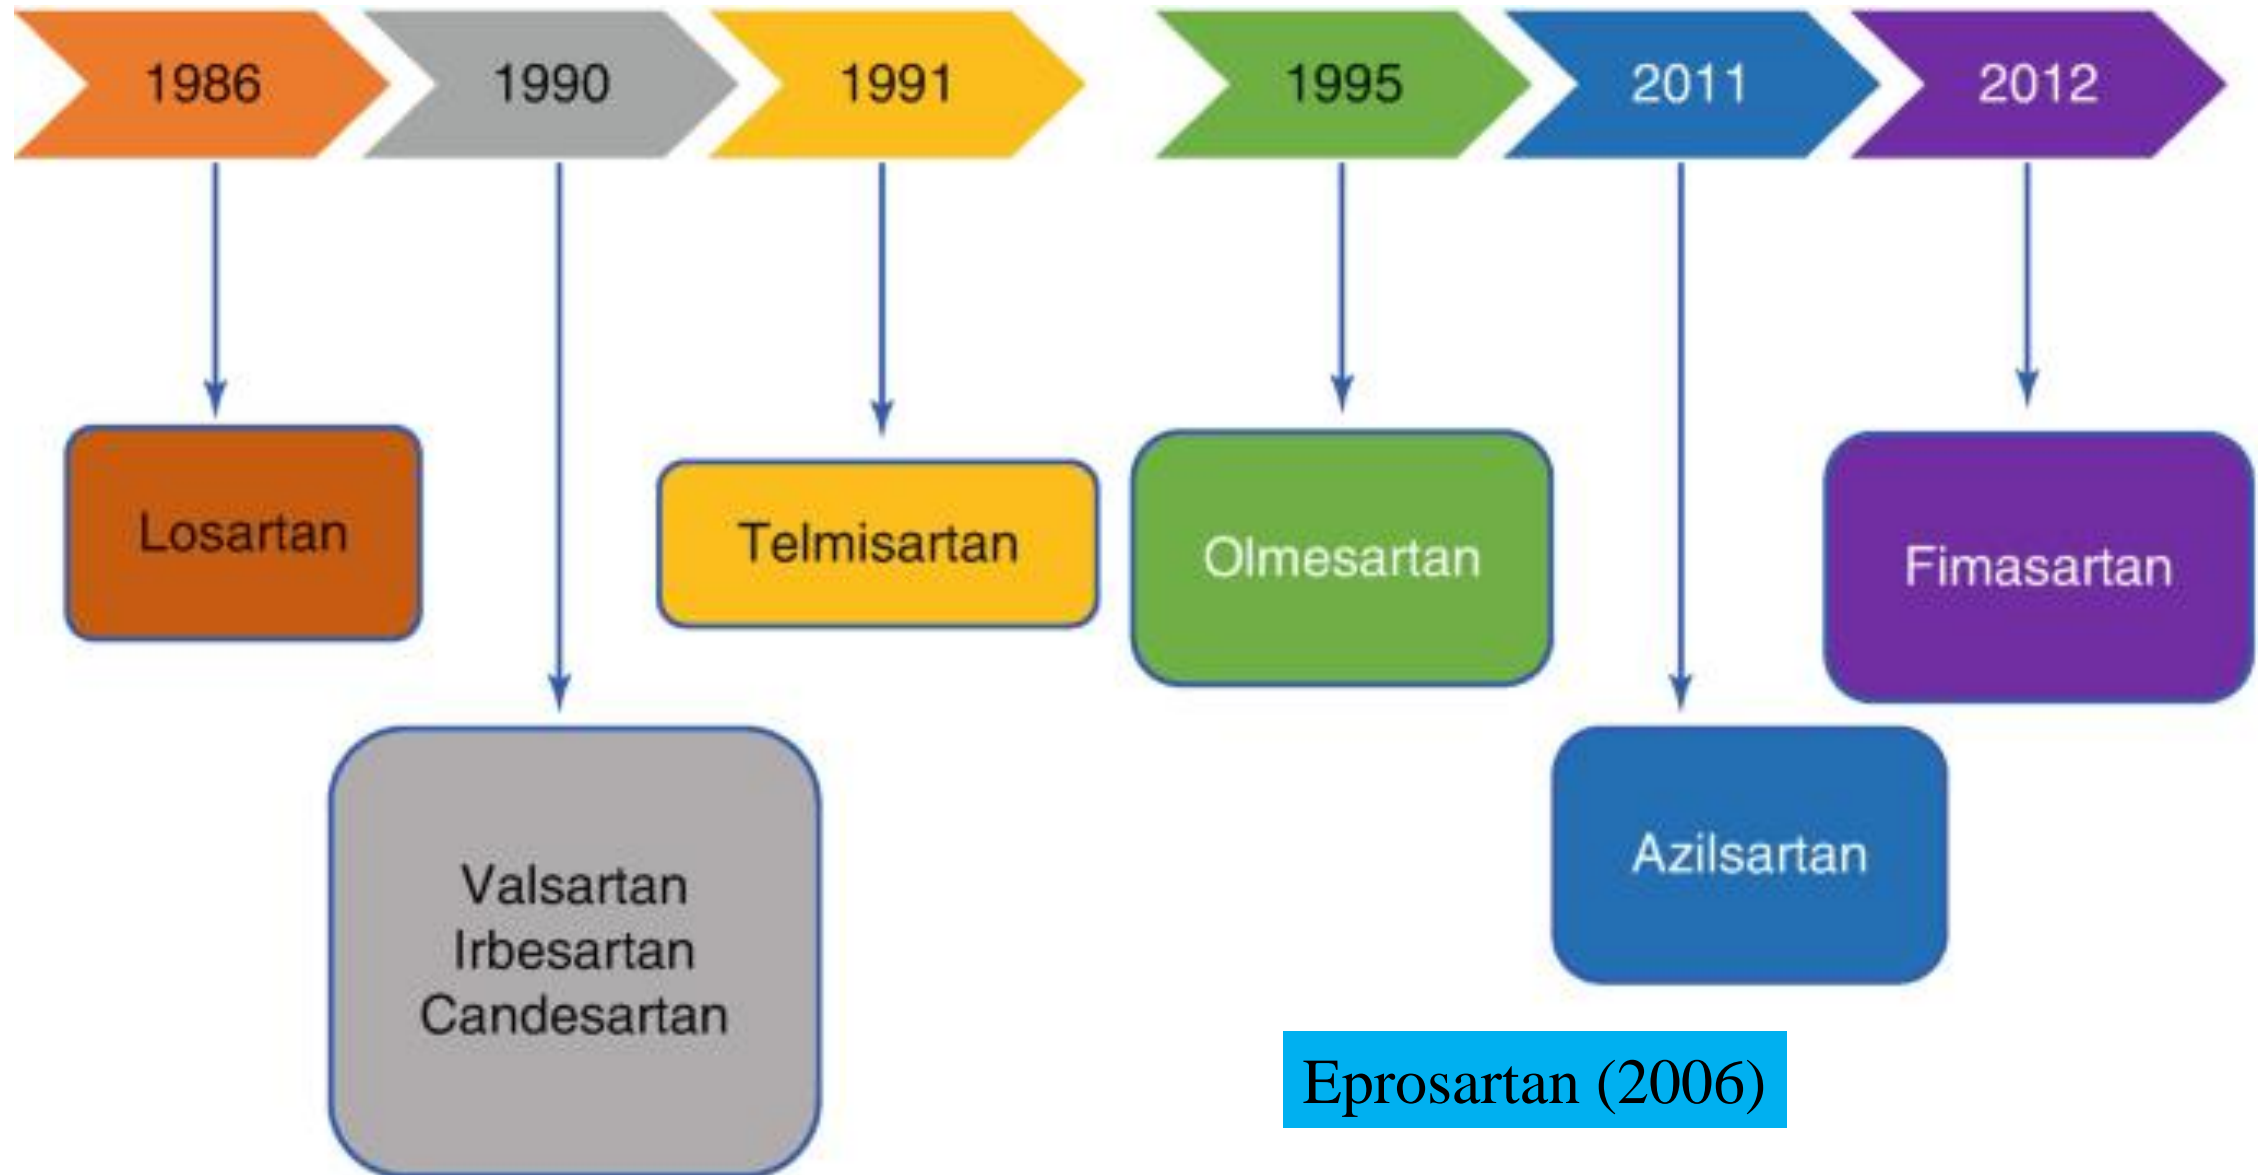 1986
1990
1991
1995
2011
2012
Losartan
Telmisartan
Olmesartan
Fimasartan
Valsartan
Irbesartan
Candesartan
Azilsartan
Eprosartan (2006)